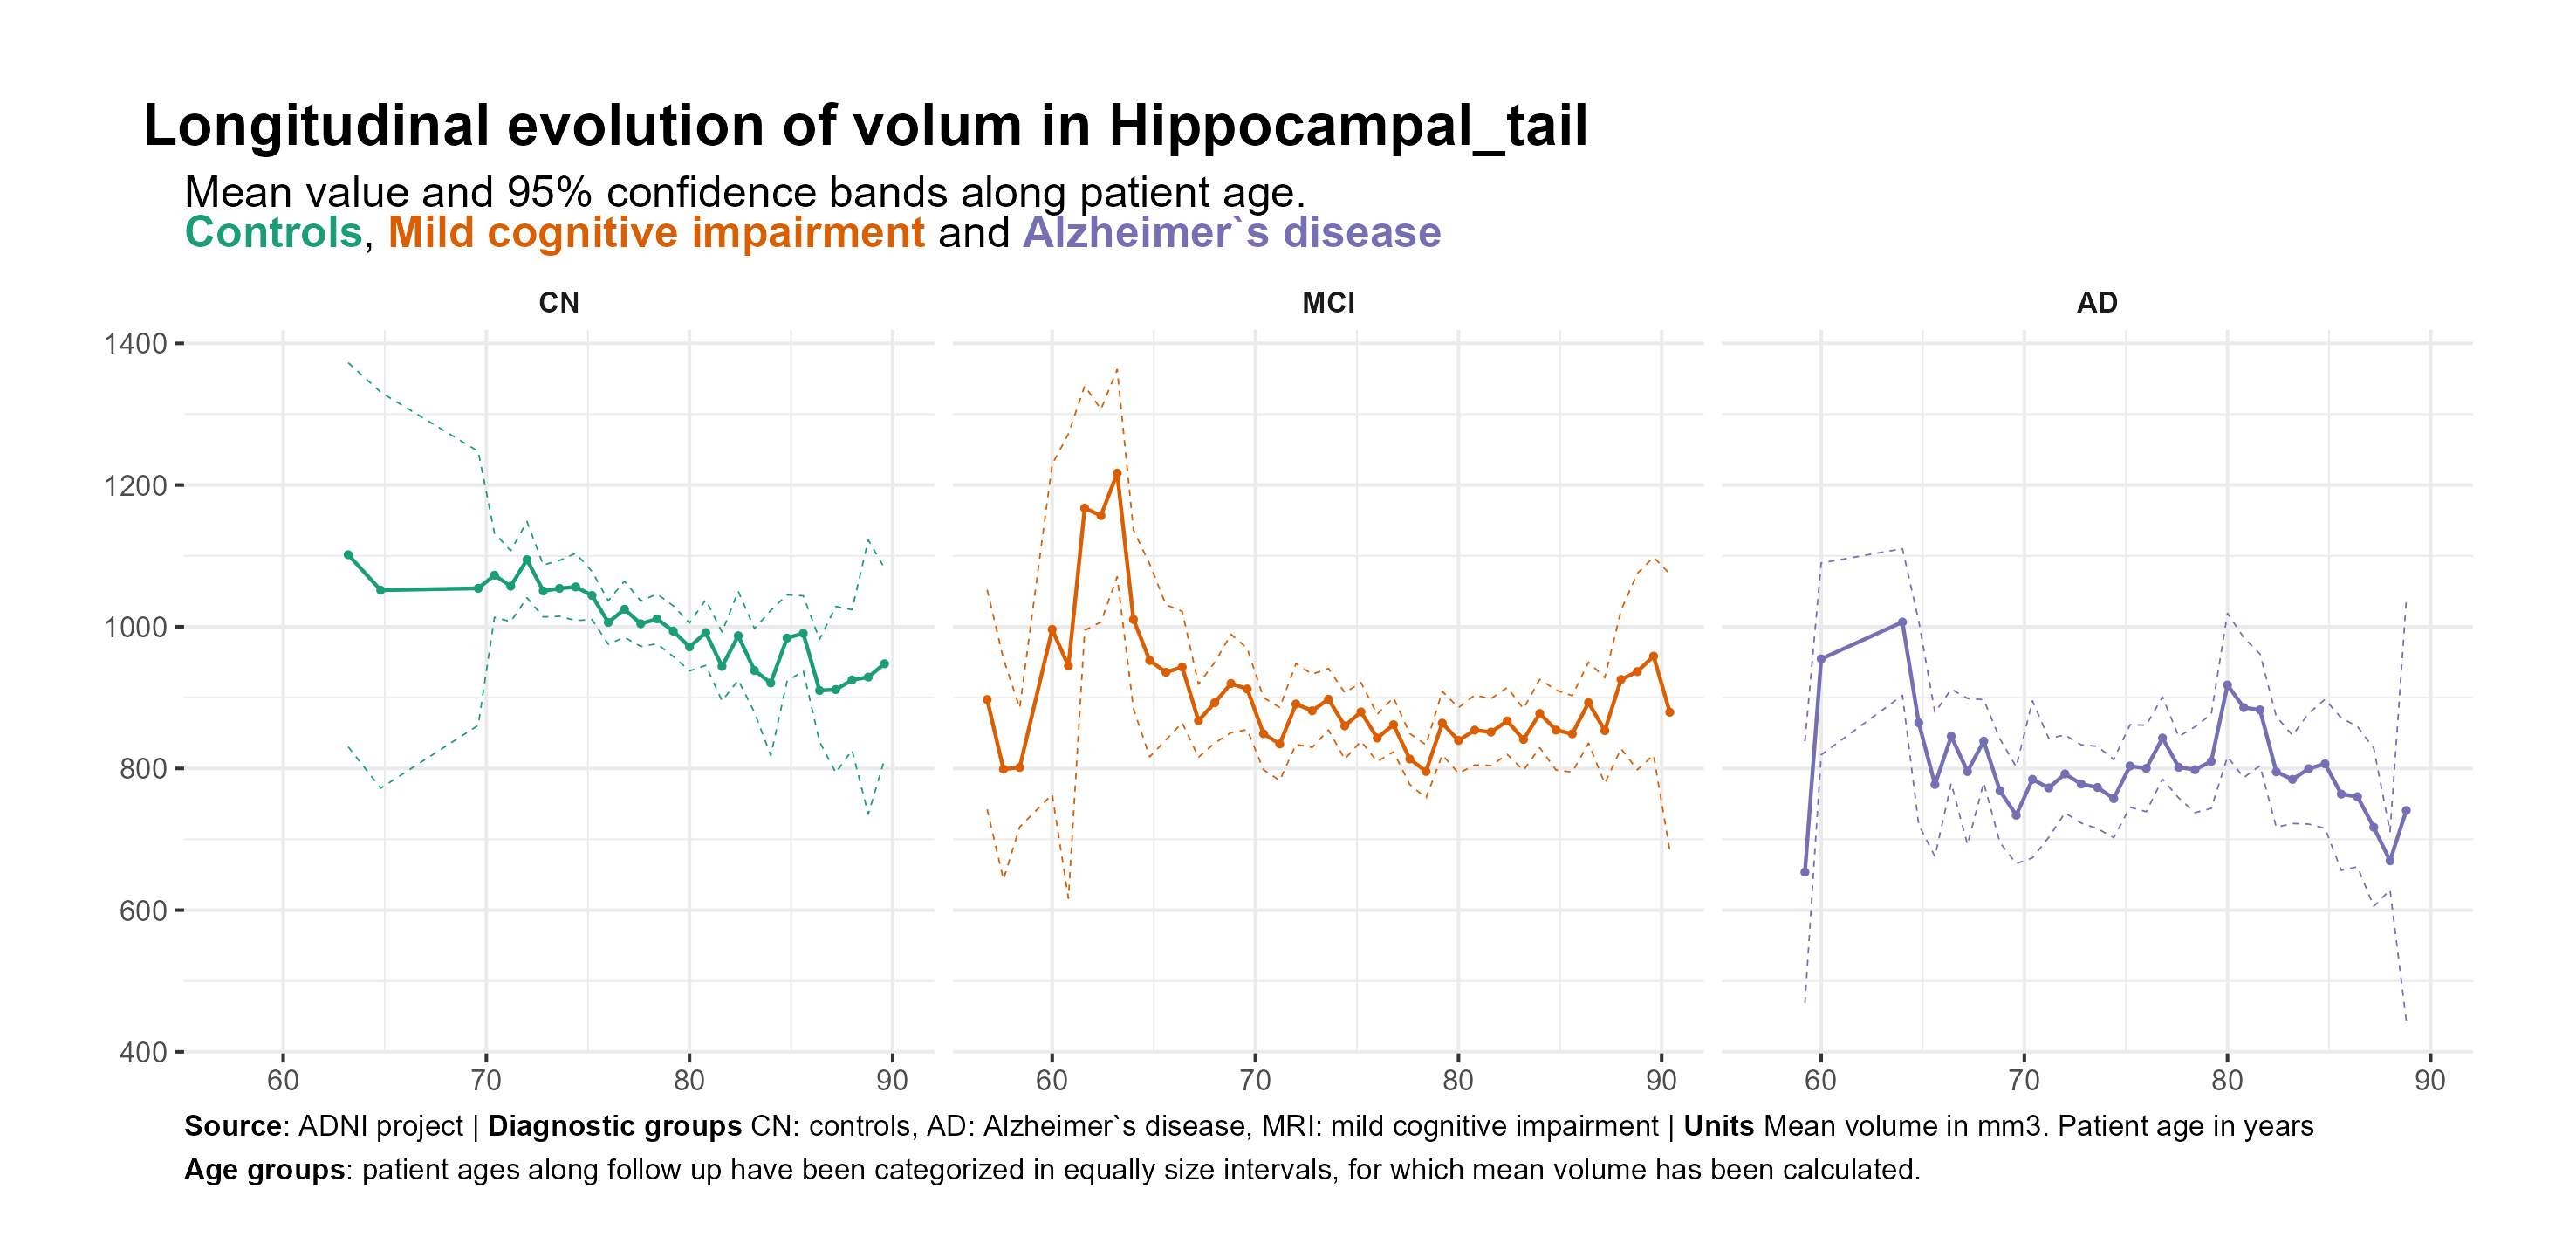 Longitudinal evolution of volum in Hippocampal_tail
Mean value and 95% confidence bands along patient age.
Controls, Mild cognitive impairment and Alzheimer`s disease
CN MCI AD
1400
1200
1000
800
600
400
60 70 80 90 60 70 80 90 60 70 80 90
Source: ADNI project | Diagnostic groups CN: controls, AD: Alzheimer`s disease, MRI: mild cognitive impairment | Units Mean volume in mm3. Patient age in years
Age groups: patient ages along follow up have been categorized in equally size intervals, for which mean volume has been calculated.